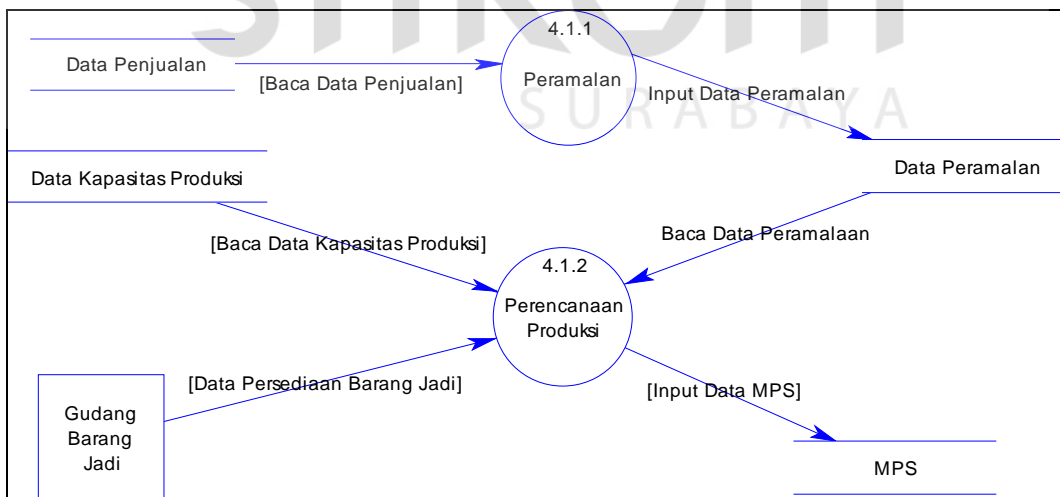 4.1.1
Data Penjualan
[Baca Data Penjualan]
Peramalan
Input Data Peramalan
SURABAYA
Data Kapasitas Produksi
Data Peramalan
[Baca Data Kapasitas Produksi]
Baca Data Peramalaan
4.1.2
Perencanaan
Produksi
[Data Persediaan Barang Jadi]
[Input Data MPS]
Gudang
Barang
Jadi
MPS